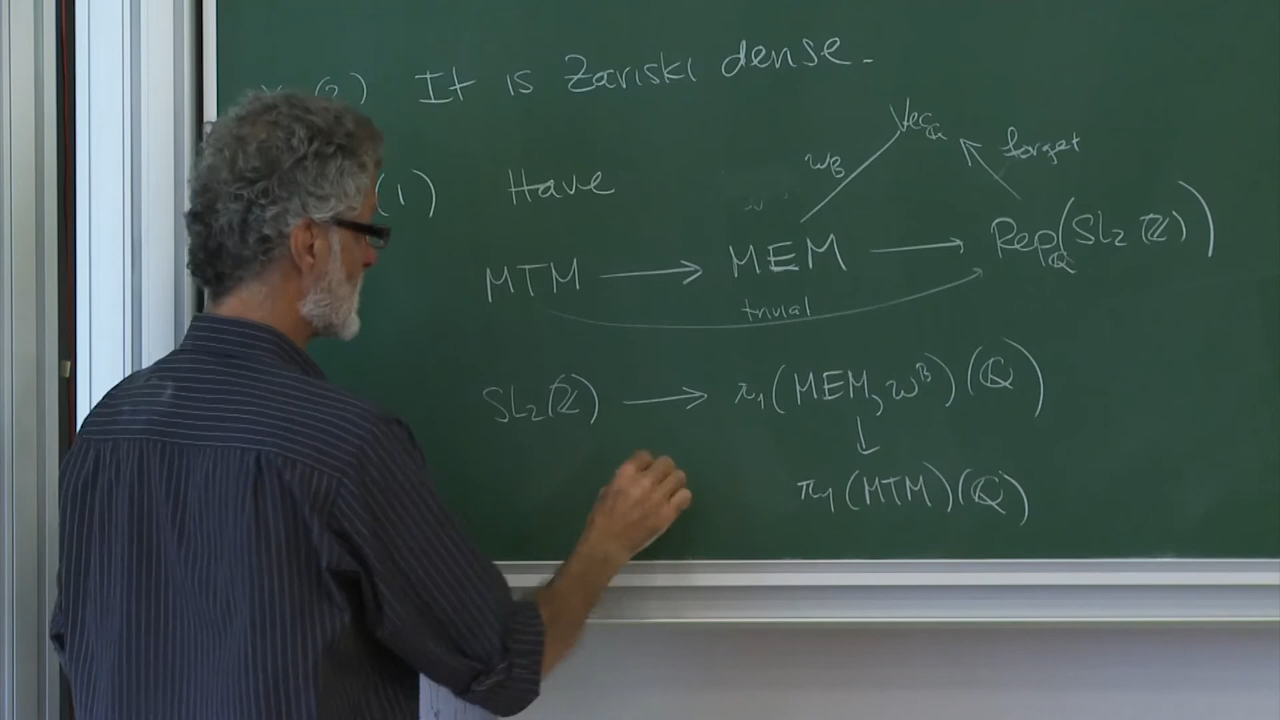 (2) It is Zariski dense.
Vec_ℚ
ω_B forget
(1) Have
MTM → MEM → Rep_ℚ(SL₂(ℤ))
trivial
SL₂(ℤ) → π₁(MEM, ω^B)(ℚ)
↓
π₁(MTM)(ℚ)